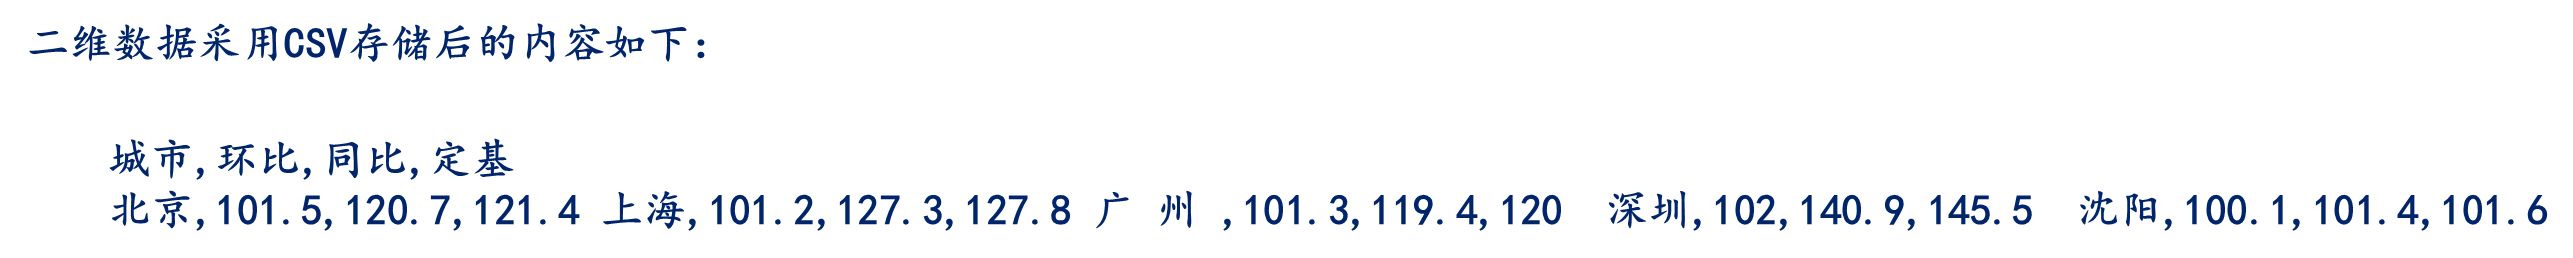 二维数据采用CSV存储后的内容如下：
城市,环比,同比,定基
北京,101.5,120.7,121.4 上海,101.2,127.3,127.8 广 州 ,101.3,119.4,120 深圳,102,140.9,145.5 沈阳,100.1,101.4,101.6